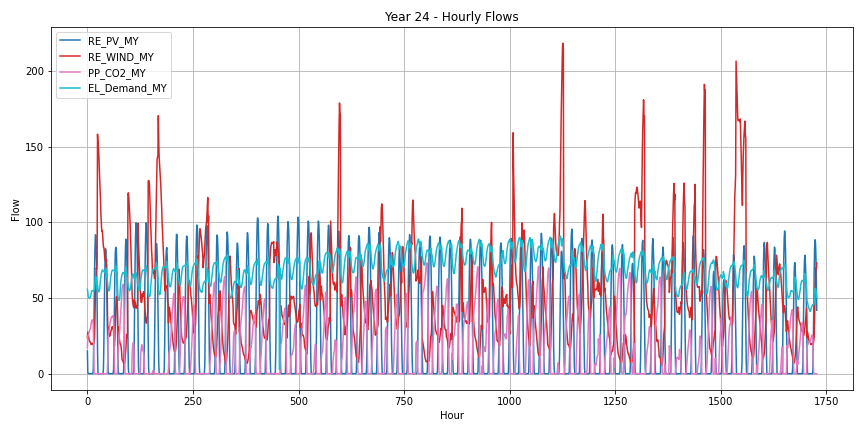 Year 24 - Hourly Flows
RE_PV_MY
RE_WIND_MY
PP_CO2_MY
EL_Demand_MY
200
150
100
50
0
Flow
0 250 500 750 1000 1250 1500 1750
Hour